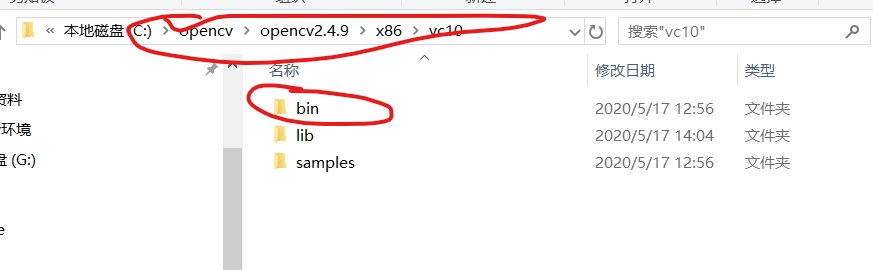 本地磁盘 (C:) opencv opencv2.4.9 x86 vc10 搜索"vc10"
名称 修改日期 类型
资料
环境
盘 (G:)
e
bin 2020/5/17 12:56 文件夹
lib 2020/5/17 14:04 文件夹
samples 2020/5/17 12:56 文件夹